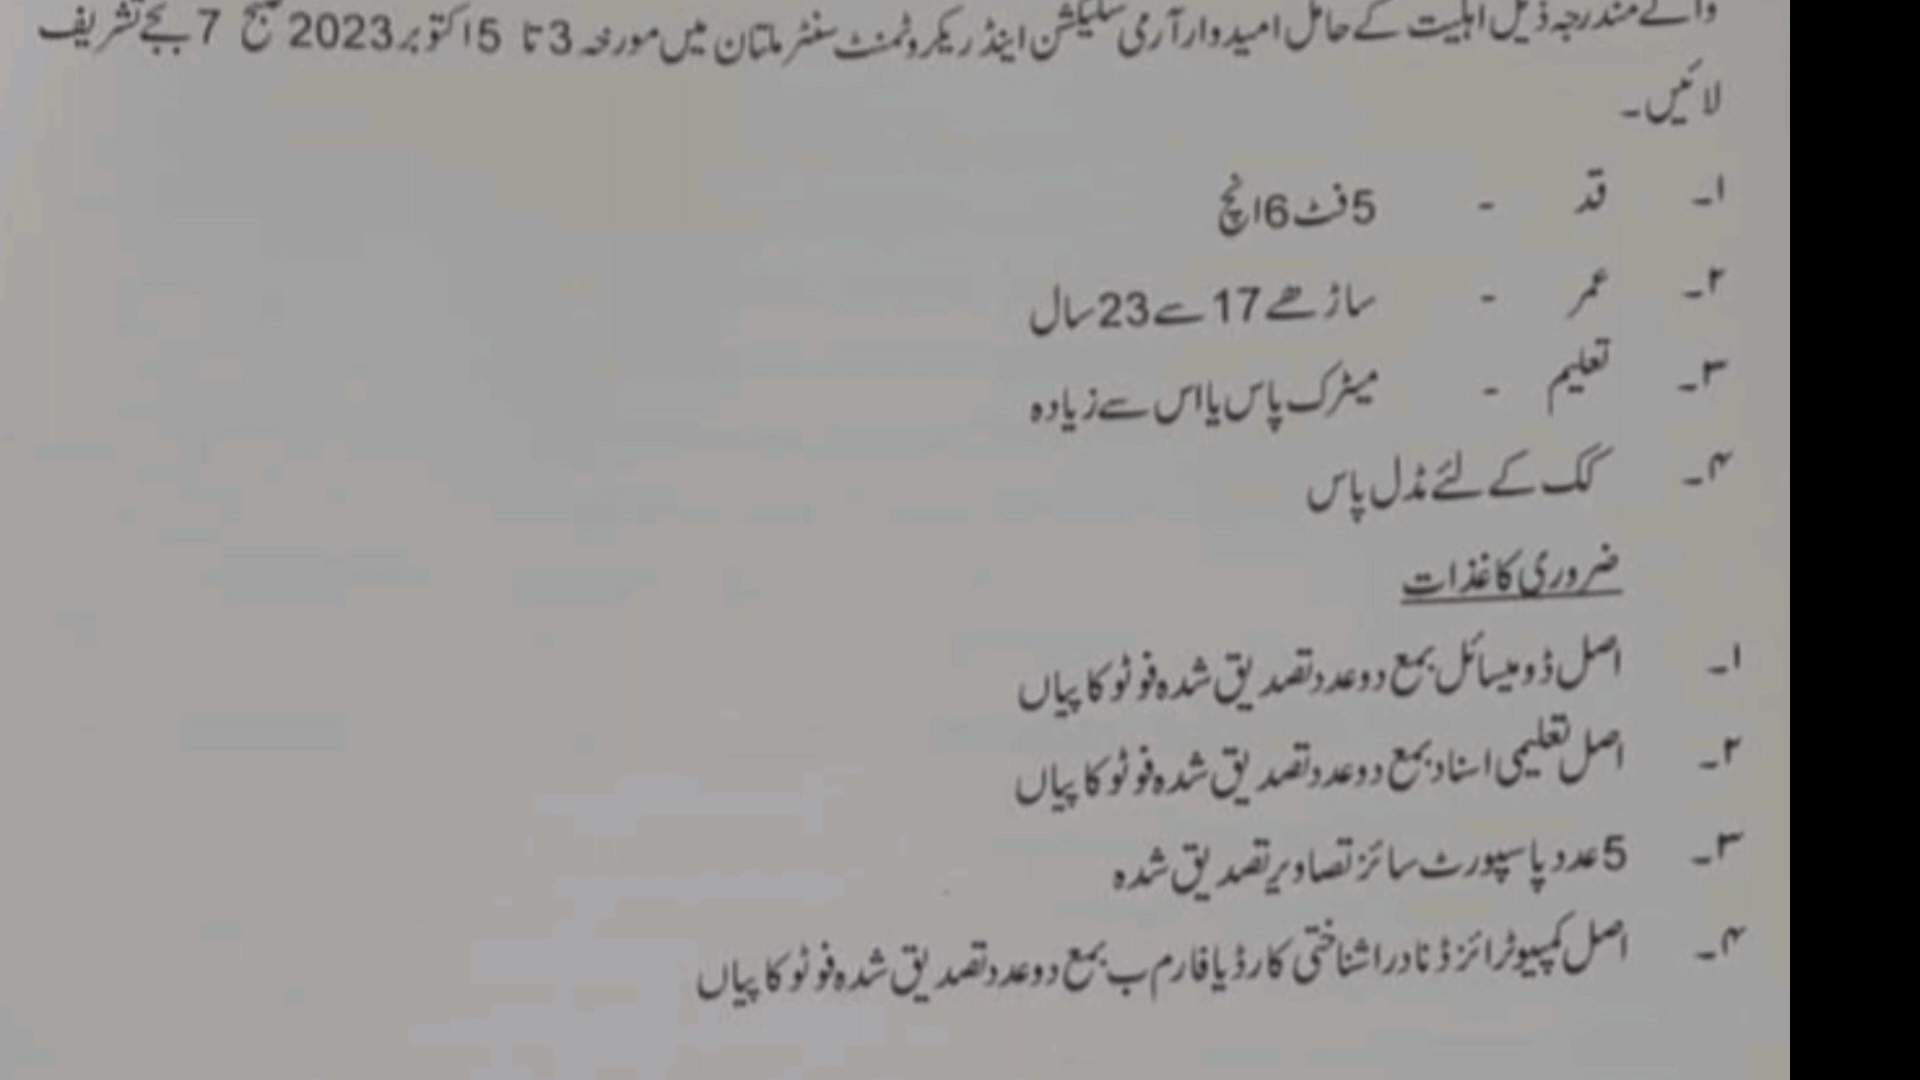 والے مندرجہ ذیل اہلیت کے حامل امیدوار آرمی سلیکشن اینڈ ریکروٹمنٹ سنٹر ملتان میں مورخہ 3 تا 5 اکتوبر 2023 صبح 7 بجے تشریف
لائیں۔
۱۔ قد - 5 فٹ 6 انچ
۲۔ عمر - ساڑھے 17 سے 23 سال
۳۔ تعلیم - میٹرک پاس یا اس سے زیادہ
۴۔ کک کے لئے مڈل پاس
ضروری کاغذات
۱۔ اصل ڈومیسائل بمع دو عدد تصدیق شدہ فوٹو کاپیاں
۲۔ اصل تعلیمی اسناد بمع دو عدد تصدیق شدہ فوٹو کاپیاں
۳۔ 5 عدد پاسپورٹ سائز تصاویر تصدیق شدہ
۴۔ اصل کمپیوٹرائزڈ نادرا شناختی کارڈ یا فارم ب بمع دو عدد تصدیق شدہ فوٹو کاپیاں